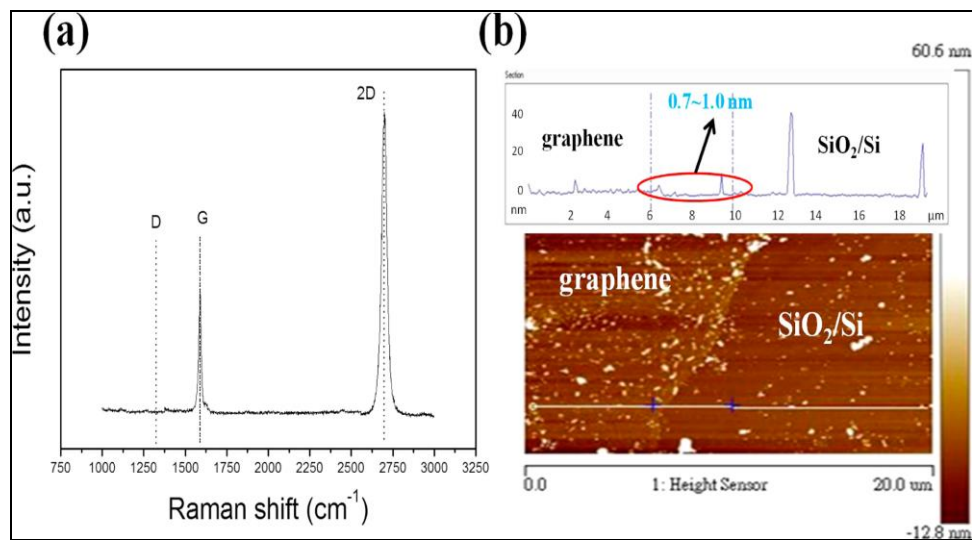 (a)
2D
D
G
Intensity (a.u.)
750 1000 1250 1500 1750 2000 2250 2500 2750 3000 3250
Raman shift (cm⁻¹)
(b)
60.6 nm
Section
0.7~1.0 nm
40
graphene
SiO₂/Si
20
0
nm
2 4 6 8 10 12 14 16 18 μm
graphene
SiO₂/Si
0.0 1: Height Sensor 20.0 um
-12.8 nm